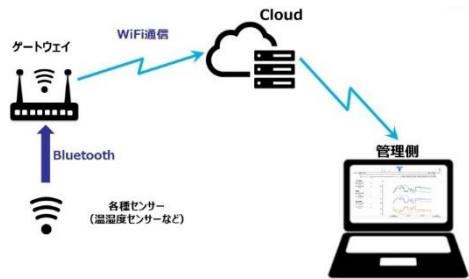 Cloud
WiFi通信
ゲートウェイ
Bluetooth
管理側
各種センサー
（温湿度センサーなど）